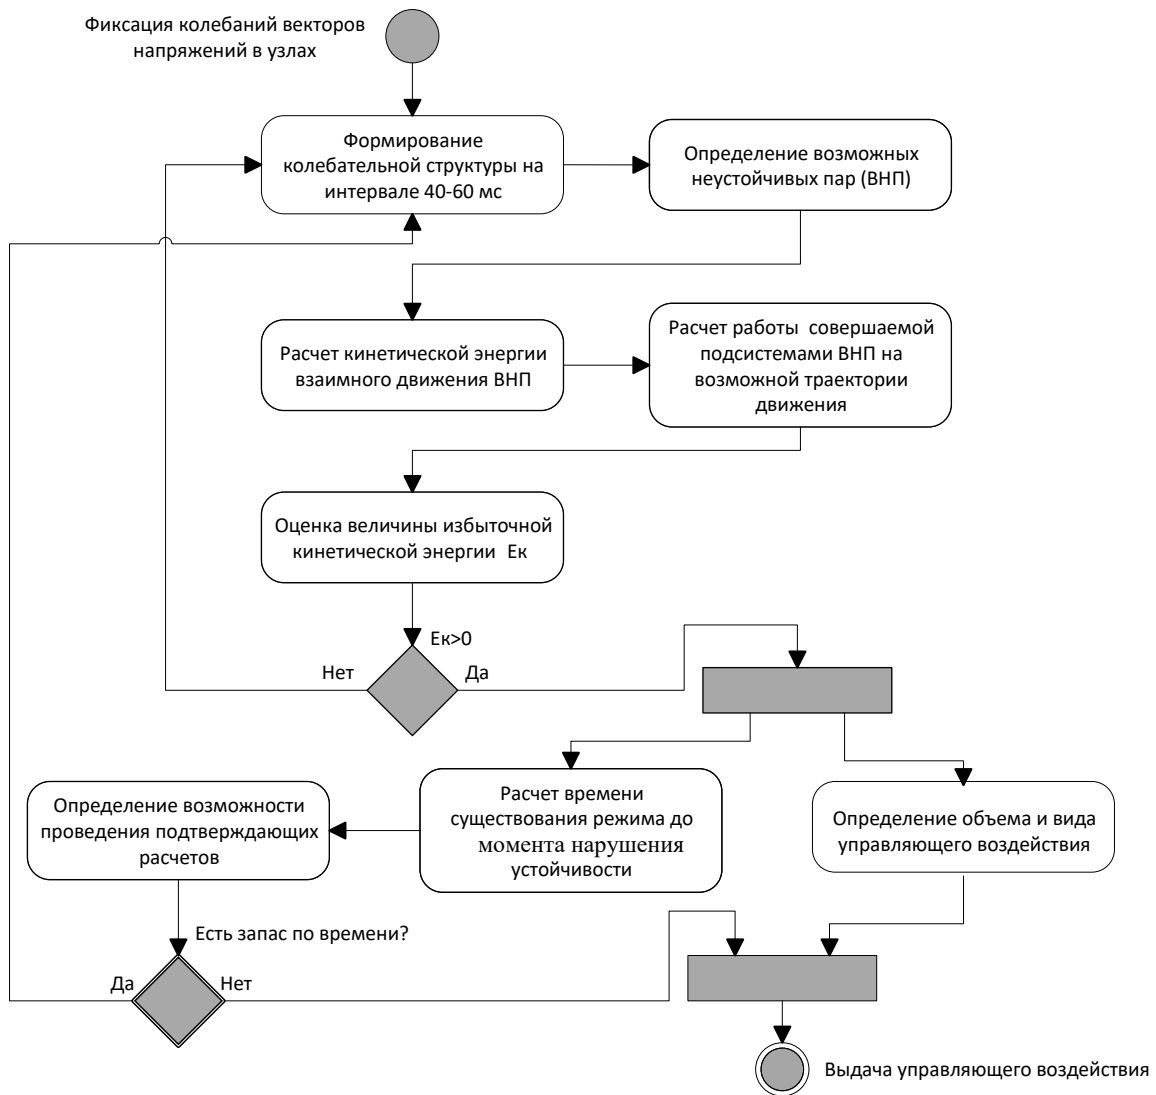 Фиксация колебаний векторов
напряжений в узлах
Формирование
колебательной структуры на
интервале 40-60 мс
Определение возможных
неустойчивых пар (ВНП)
Расчет кинетической энергии
взаимного движения ВНП
Расчет работы совершаемой
подсистемами ВНП на
возможной траектории
движения
Оценка величины избыточной
кинетической энергии Ек
Ек>0
Нет
Да
Расчет времени
существования режима до
момента нарушения
устойчивости
Определение объема и вида
управляющего воздействия
Определение возможности
проведения подтверждающих
расчетов
Есть запас по времени?
Да
Нет
Выдача управляющего воздействия